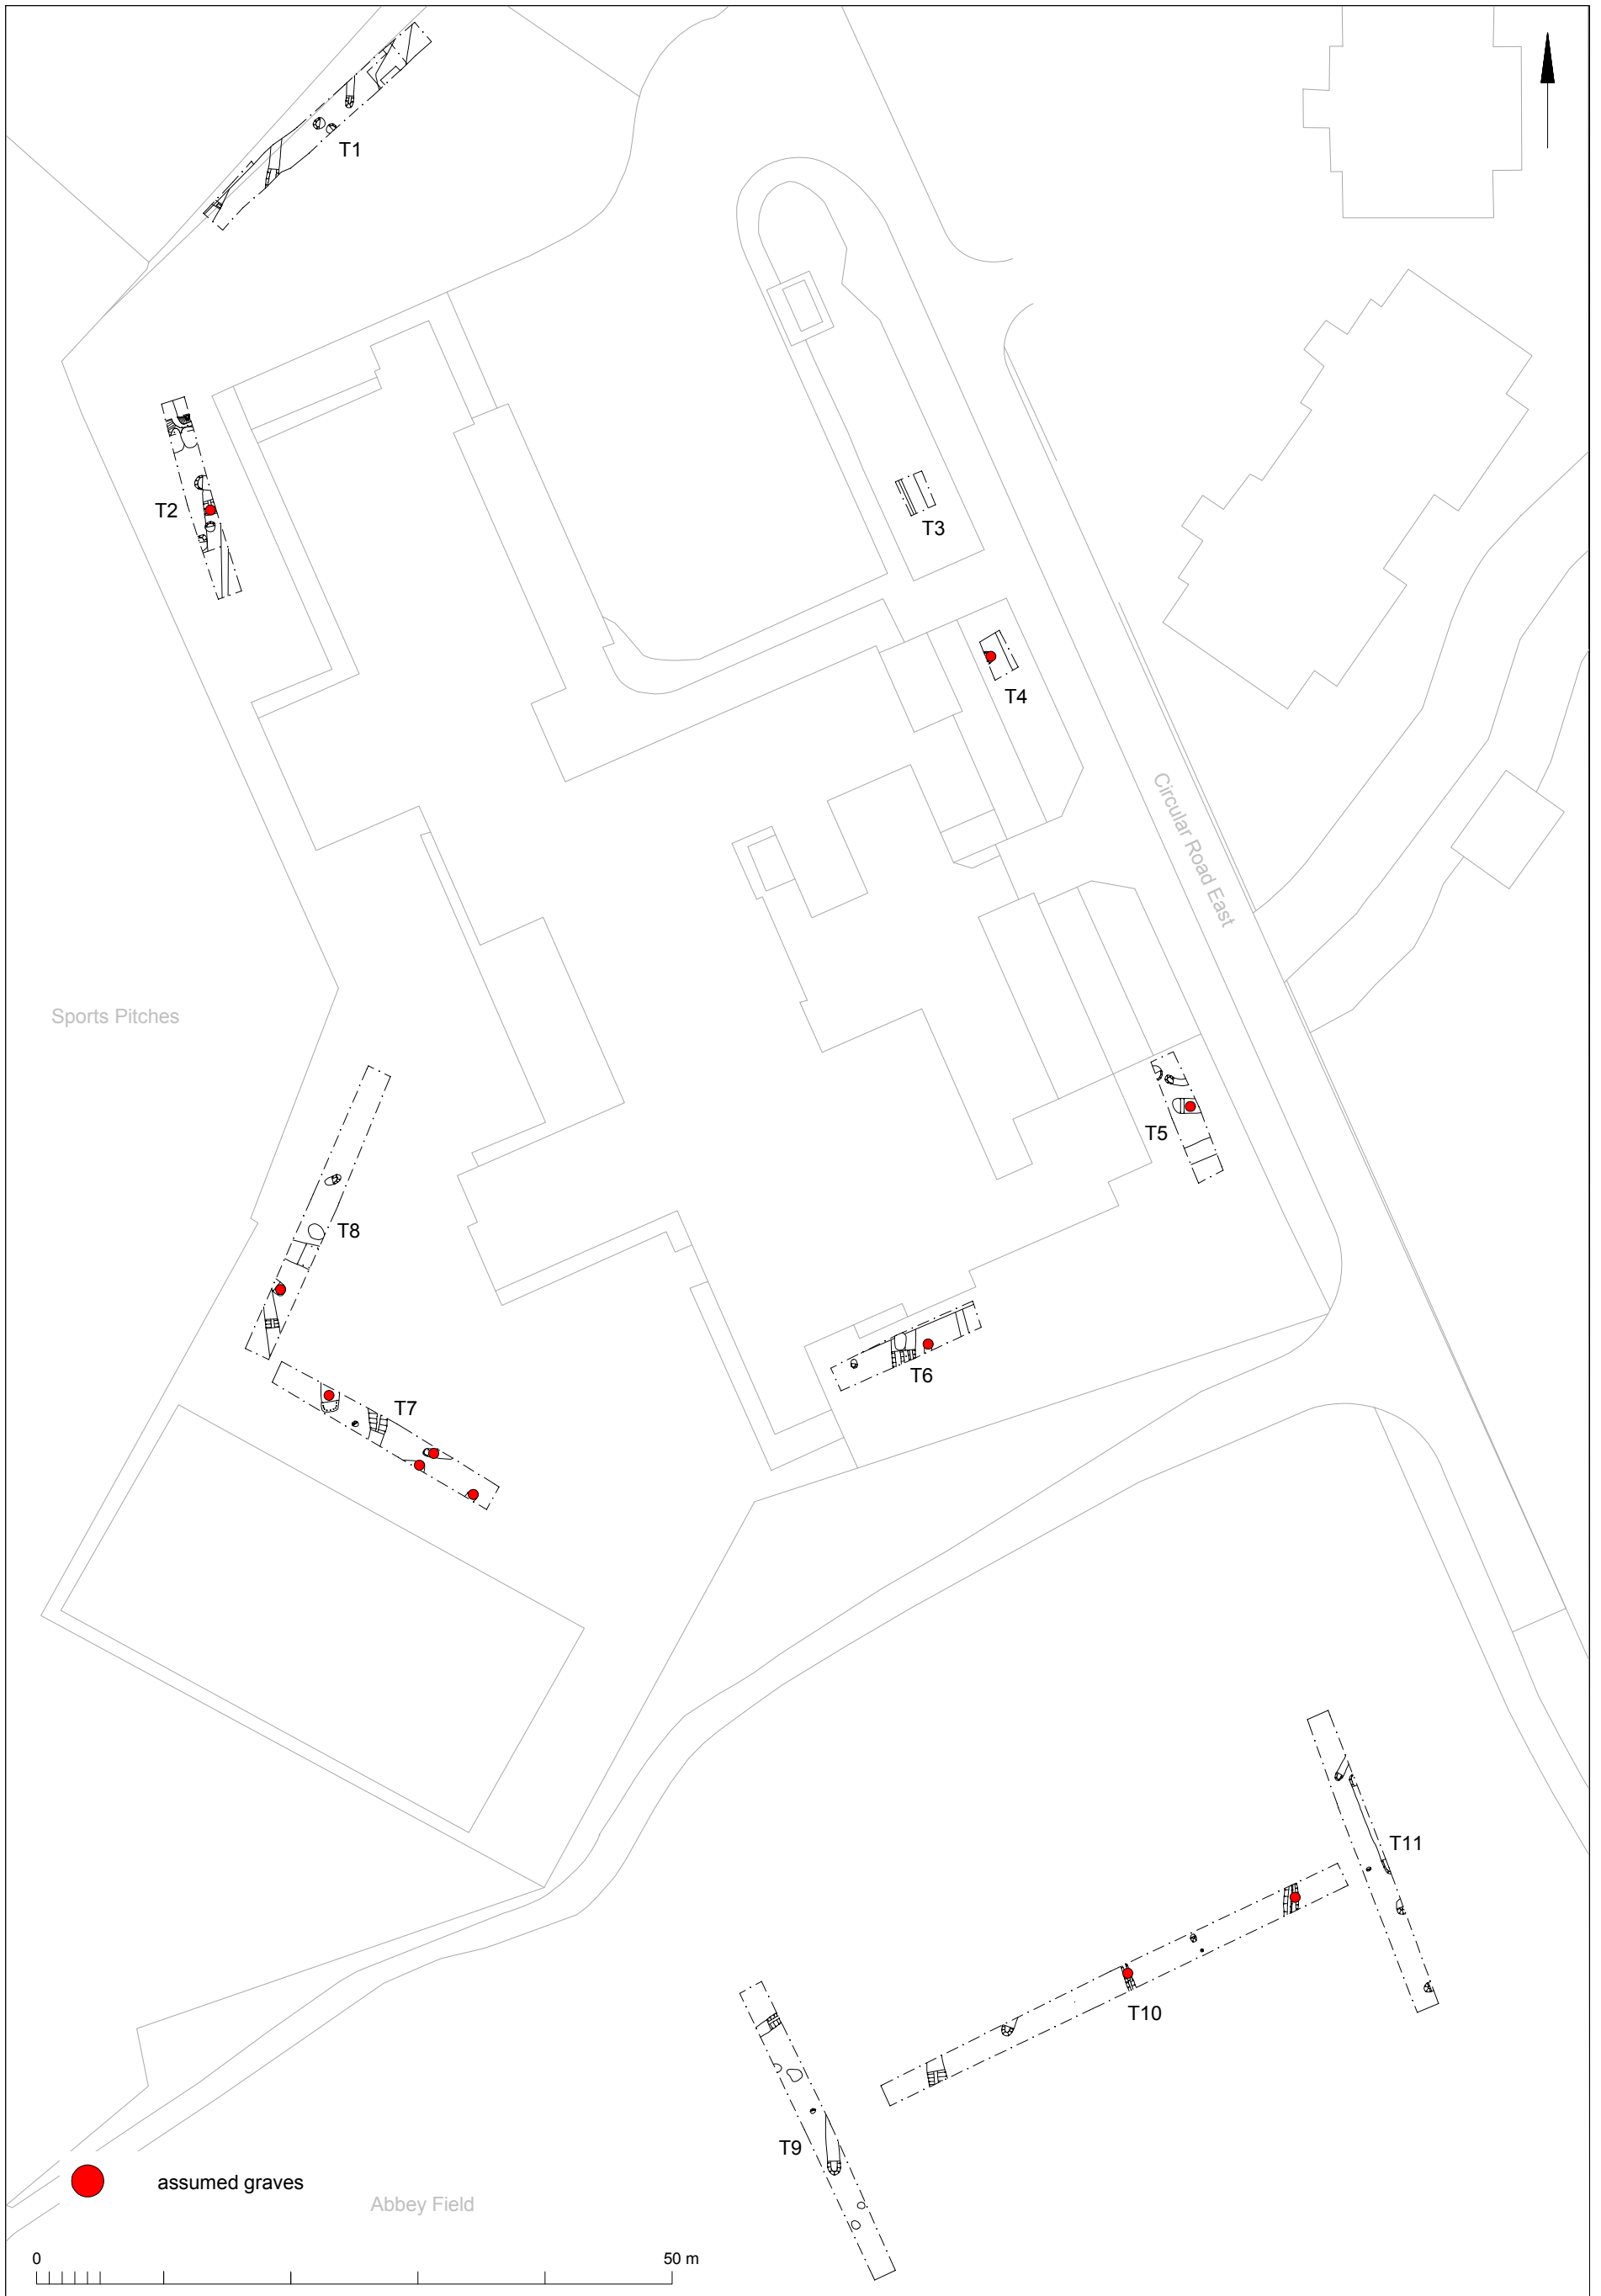 T1
T2
T3
T4
Circular Road East
Sports Pitches
T5
T8
T6
T7
T11
T10
T9
assumed graves
Abbey Field
0 50 m